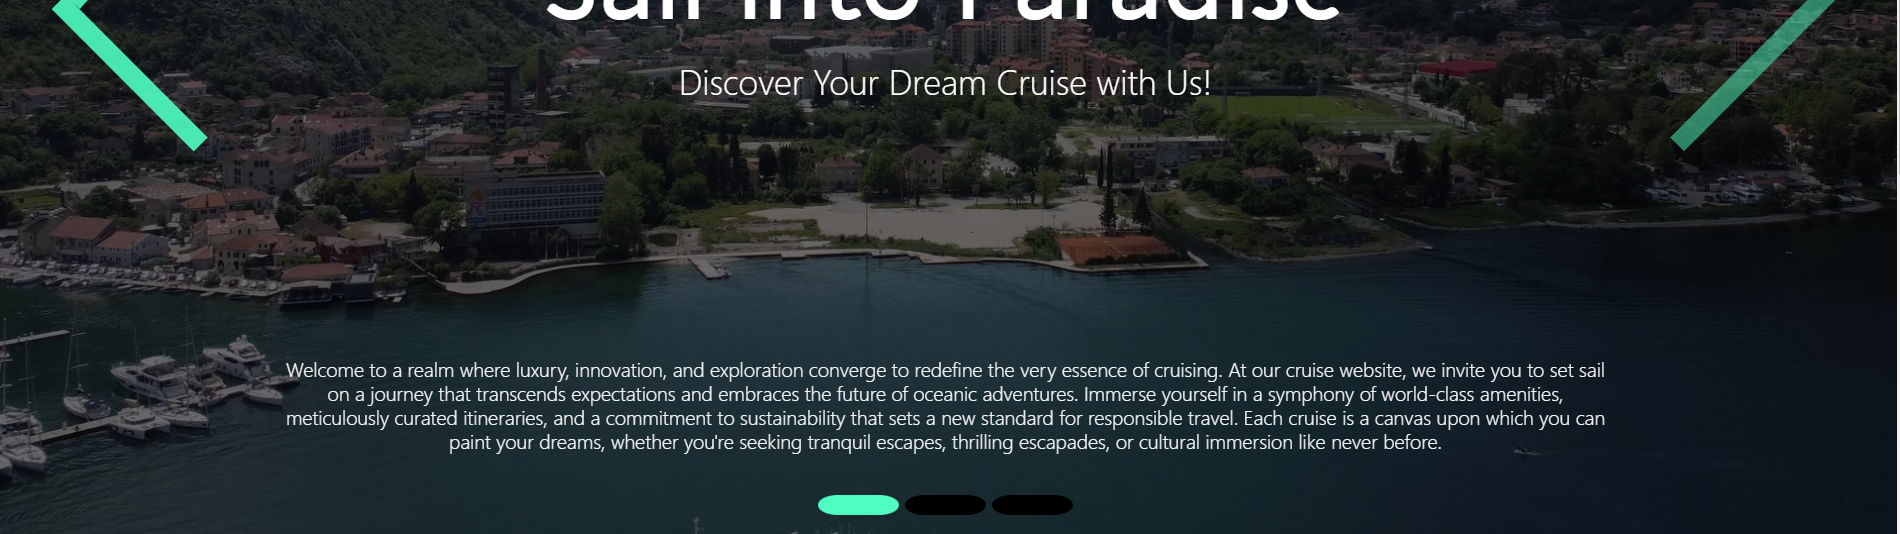 Sail into Paradise
Discover Your Dream Cruise with Us!
Welcome to a realm where luxury, innovation, and exploration converge to redefine the very essence of cruising. At our cruise website, we invite you to set sail
on a journey that transcends expectations and embraces the future of oceanic adventures. Immerse yourself in a symphony of world-class amenities,
meticulously curated itineraries, and a commitment to sustainability that sets a new standard for responsible travel. Each cruise is a canvas upon which you can
paint your dreams, whether you're seeking tranquil escapes, thrilling escapades, or cultural immersion like never before.